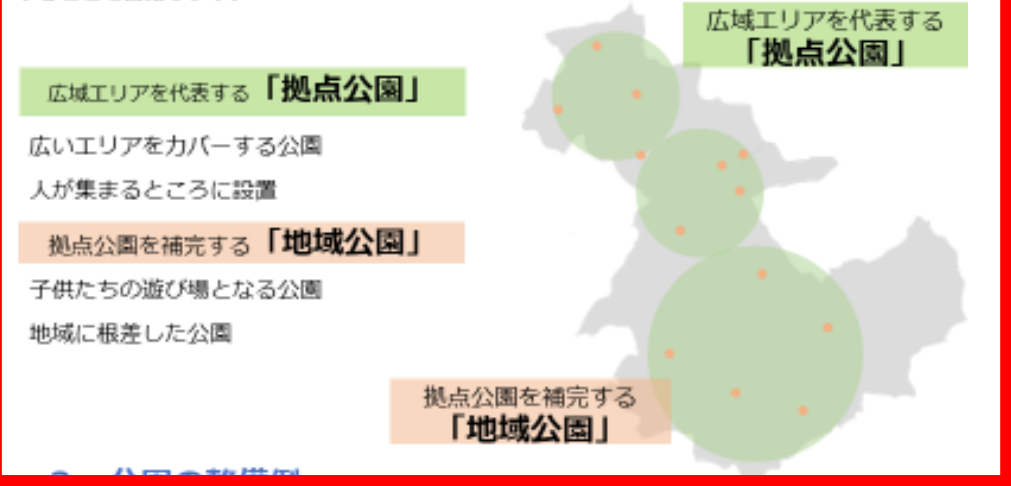 広域エリアを代表する
「拠点公園」
広域エリアを代表する「拠点公園」
広いエリアをカバーする公園
人が集まるところに設置
拠点公園を補完する「地域公園」
子供たちの遊び場となる公園
地域に根差した公園
拠点公園を補完する
「地域公園」